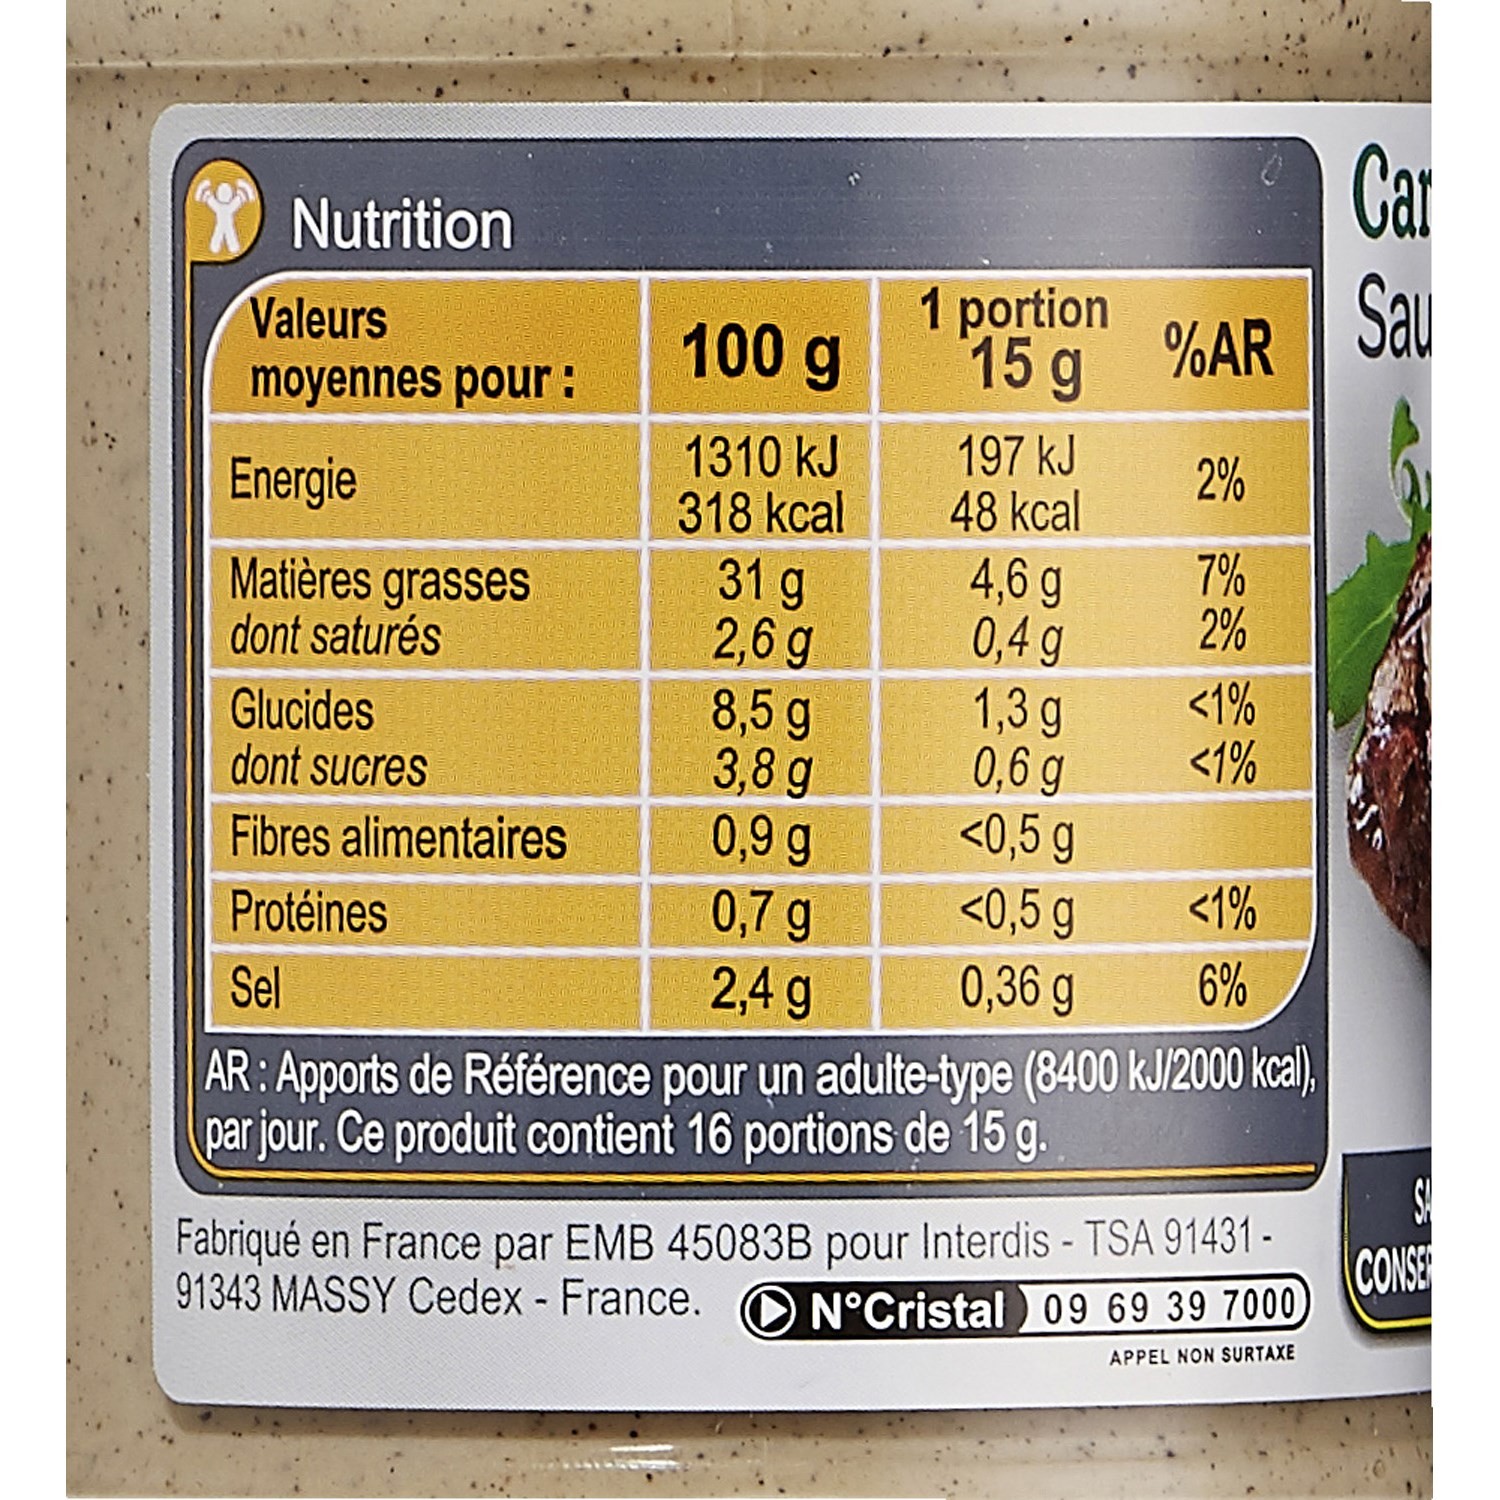 Nutrition
Valeurs
moyennes pour :
100 g
1 portion
15 g
%AR
Energie
1310 kJ
318 kcal
197 kJ
48 kcal
2%
Matières grasses
31 g
4,6 g
7%
dont saturés
2,6 g
0,4 g
2%
Glucides
8,5 g
1,3 g
<1%
dont sucres
3,8 g
0,6 g
<1%
Fibres alimentaires
0,9 g
<0,5 g
Protéines
0,7 g
<0,5 g
<1%
Sel
2,4 g
0,36 g
6%
AR : Apports de Référence pour un adulte-type (8400 kJ/2000 kcal),
par jour. Ce produit contient 16 portions de 15 g.
Fabriqué en France par EMB 45083B pour Interdis - TSA 91431 -
91343 MASSY Cedex - France.
N°Cristal 09 69 39 7000
APPEL NON SURTAXE